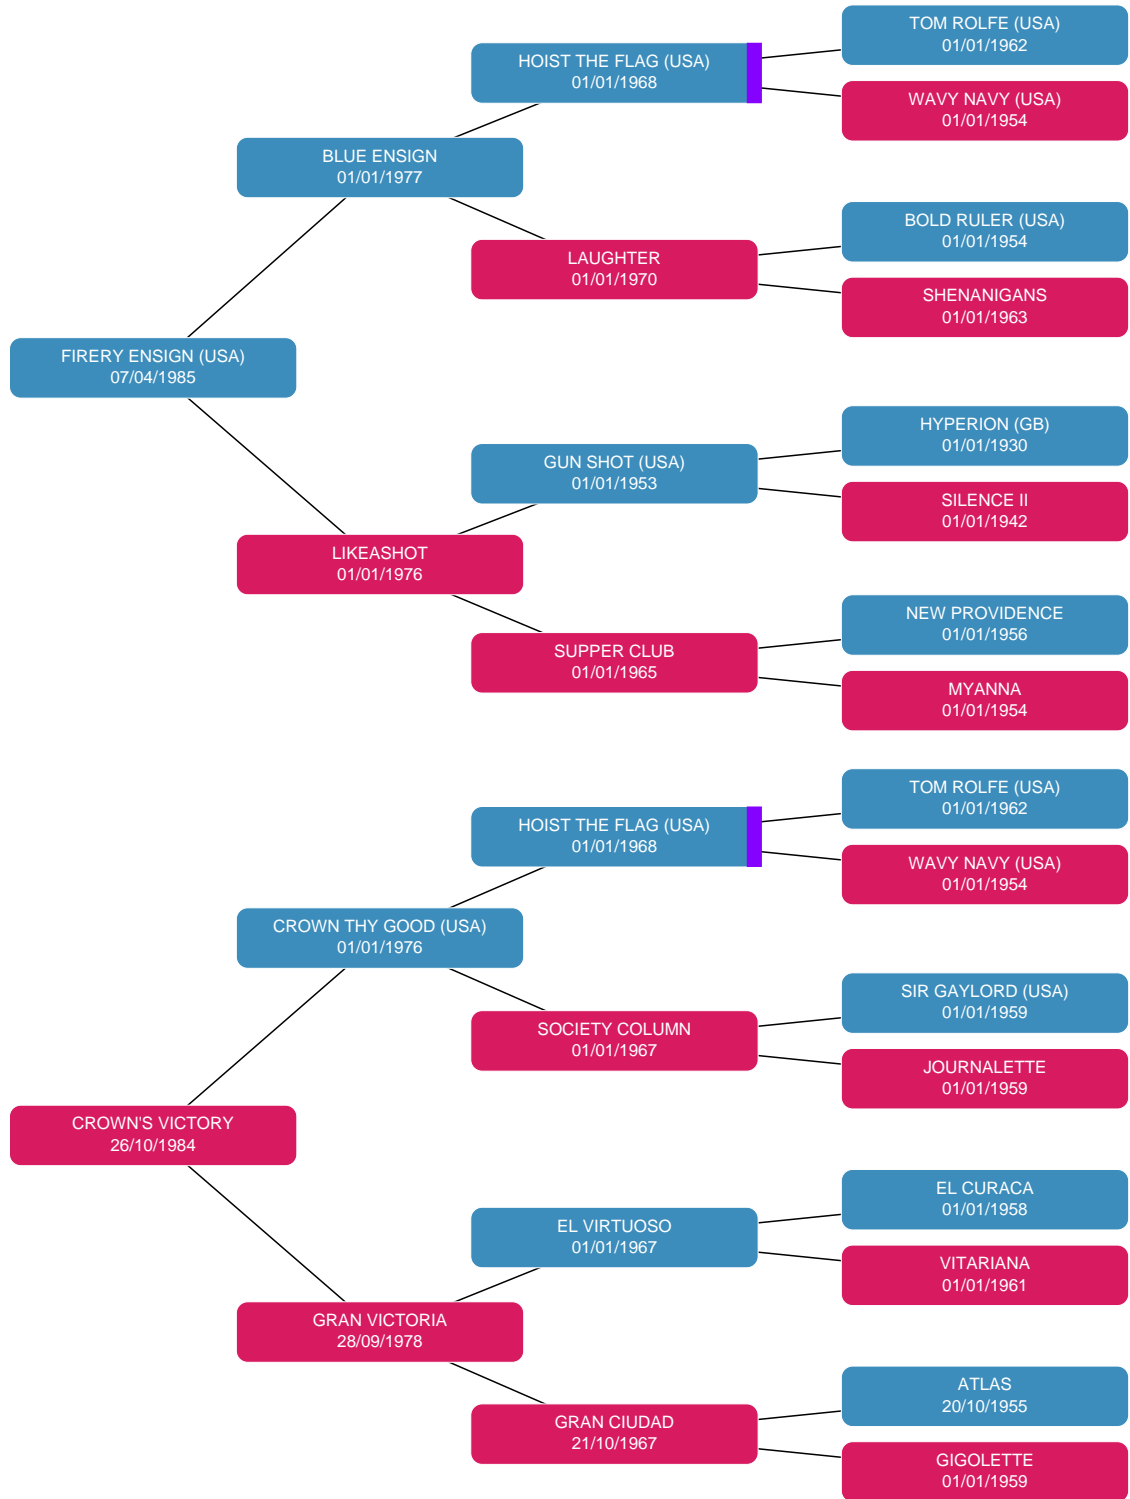 TOM ROLFE (USA)
01/01/1962
HOIST THE FLAG (USA)
01/01/1968
WAVY NAVY (USA)
01/01/1954
BLUE ENSIGN
01/01/1977
BOLD RULER (USA)
01/01/1954
LAUGHTER
01/01/1970
SHENANIGANS
01/01/1963
FIRERY ENSIGN (USA)
07/04/1985
HYPERION (GB)
01/01/1930
GUN SHOT (USA)
01/01/1953
SILENCE II
01/01/1942
LIKEASHOT
01/01/1976
NEW PROVIDENCE
01/01/1956
SUPPER CLUB
01/01/1965
MYANNA
01/01/1954
TOM ROLFE (USA)
01/01/1962
HOIST THE FLAG (USA)
01/01/1968
WAVY NAVY (USA)
01/01/1954
CROWN THY GOOD (USA)
01/01/1976
SIR GAYLORD (USA)
01/01/1959
SOCIETY COLUMN
01/01/1967
JOURNALETTE
01/01/1959
CROWN'S VICTORY
26/10/1984
EL CURACA
01/01/1958
EL VIRTUOSO
01/01/1967
VITARIANA
01/01/1961
GRAN VICTORIA
28/09/1978
ATLAS
20/10/1955
GRAN CIUDAD
21/10/1967
GIGOLETTE
01/01/1959